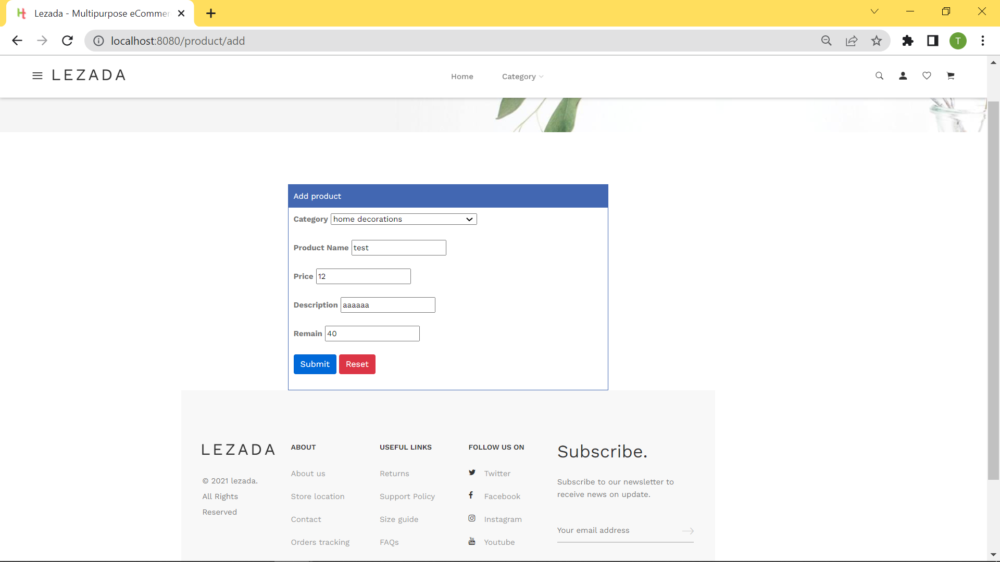 Lezada - Multipurpose eCommer
localhost:8080/product/add
T
LEZADA
Home
Category
Add product
Category home decorations
Product Name test
Price 12
Description aaaaaa
Remain 40
Submit Reset
LEZADA
© 2021 lezada.
All Rights
Reserved
ABOUT
About us
Store location
Contact
Orders tracking
USEFUL LINKS
Returns
Support Policy
Size guide
FAQs
FOLLOW US ON
Twitter
Facebook
Instagram
Youtube
Subscribe.
Subscribe to our newsletter to
receive news on update.
Your email address